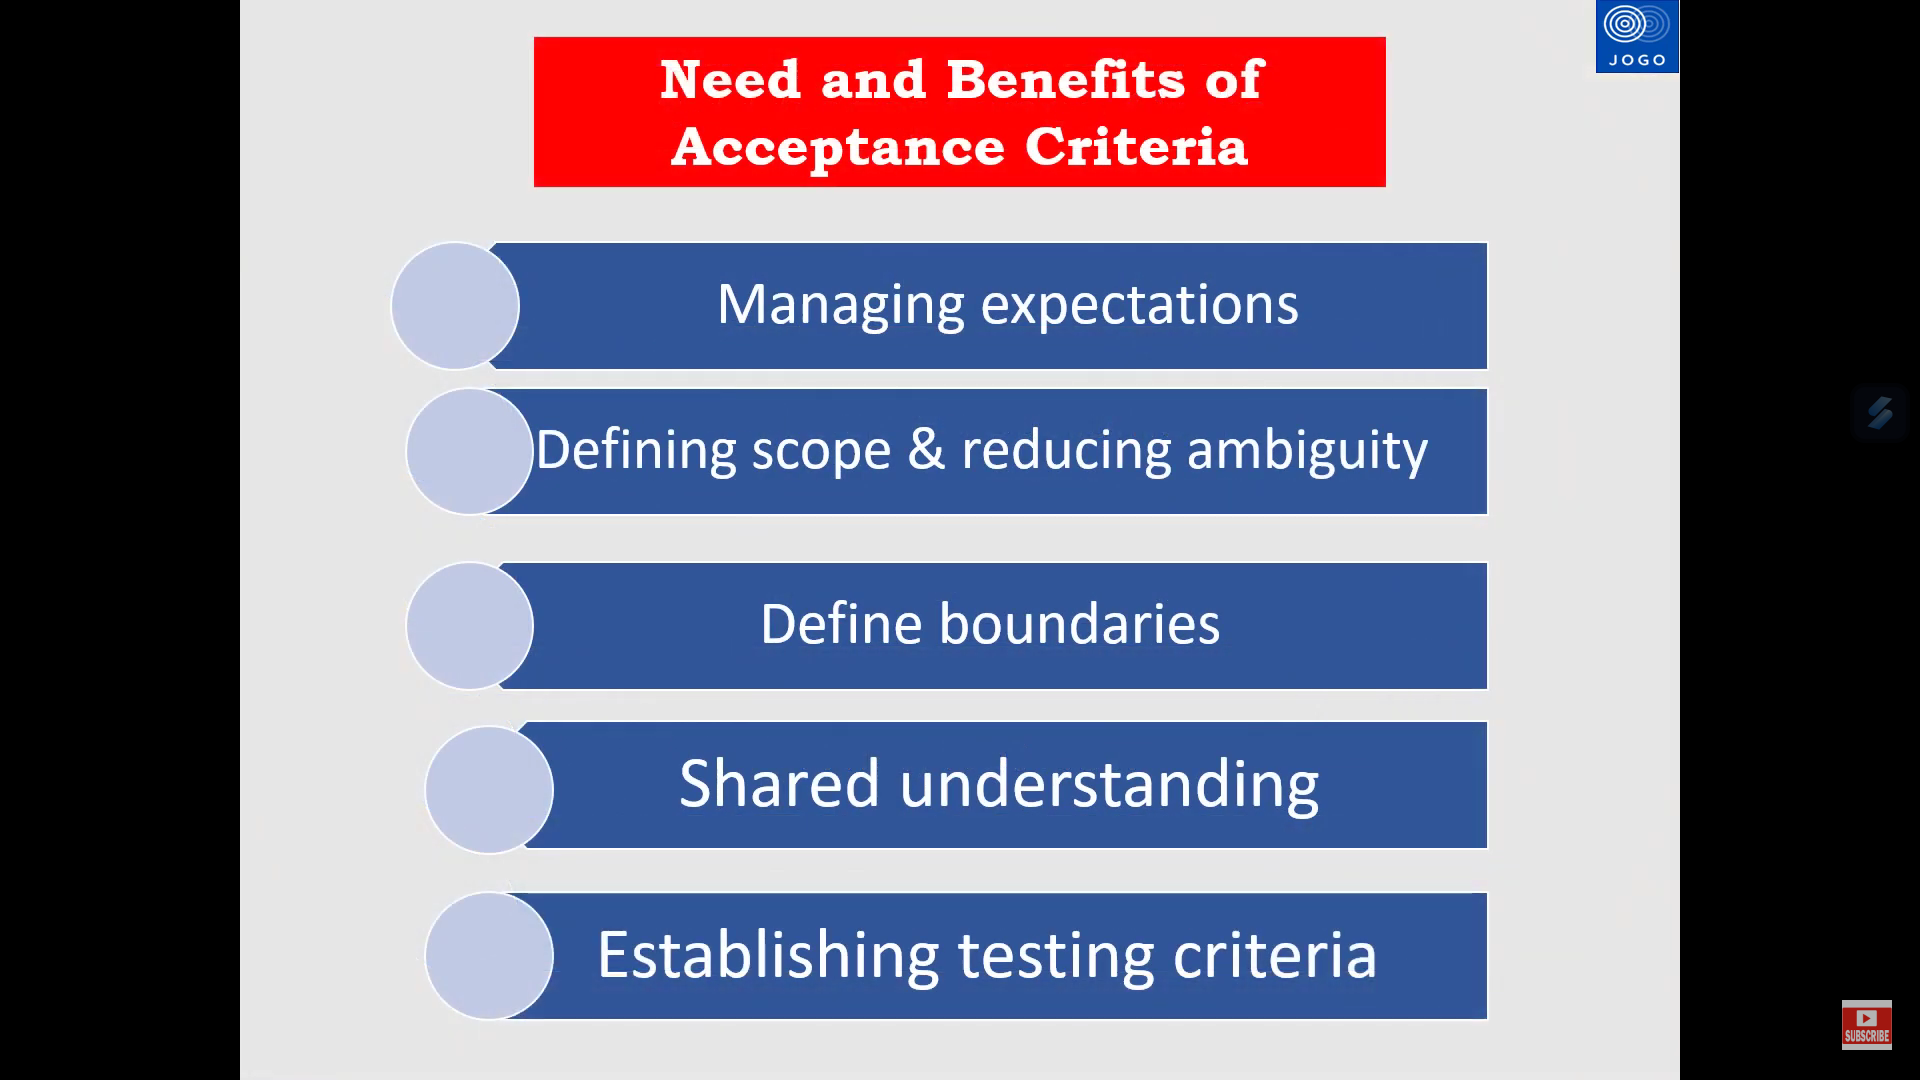 JOGO
Need and Benefits of
Acceptance Criteria
Managing expectations
Defining scope & reducing ambiguity
Define boundaries
Shared understanding
Establishing testing criteria
SUBSCRIBE